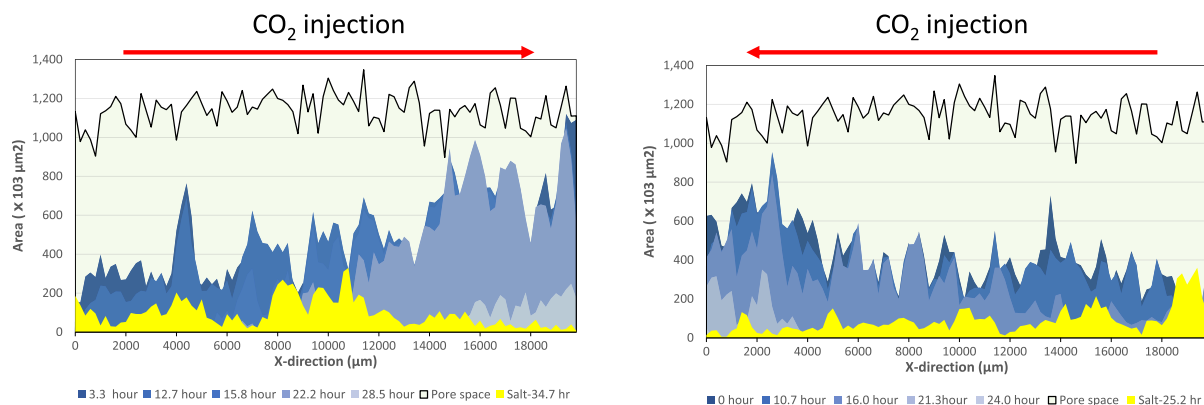 CO₂ injection
1,400
1,200
1,000
800
600
400
200
0
Area ( x 103 µm2)
0 2000 4000 6000 8000 10000 12000 14000 16000 18000
X-direction (µm)
3.3 hour 12.7 hour 15.8 hour 22.2 hour 28.5 hour Pore space Salt-34.7 hr
CO₂ injection
1,400
1,200
1,000
800
600
400
200
0
Area ( x 103 µm2)
0 2000 4000 6000 8000 10000 12000 14000 16000 18000
X-direction (µm)
0 hour 10.7 hour 16.0 hour 21.3hour 24.0 hour Pore space Salt-25.2 hr